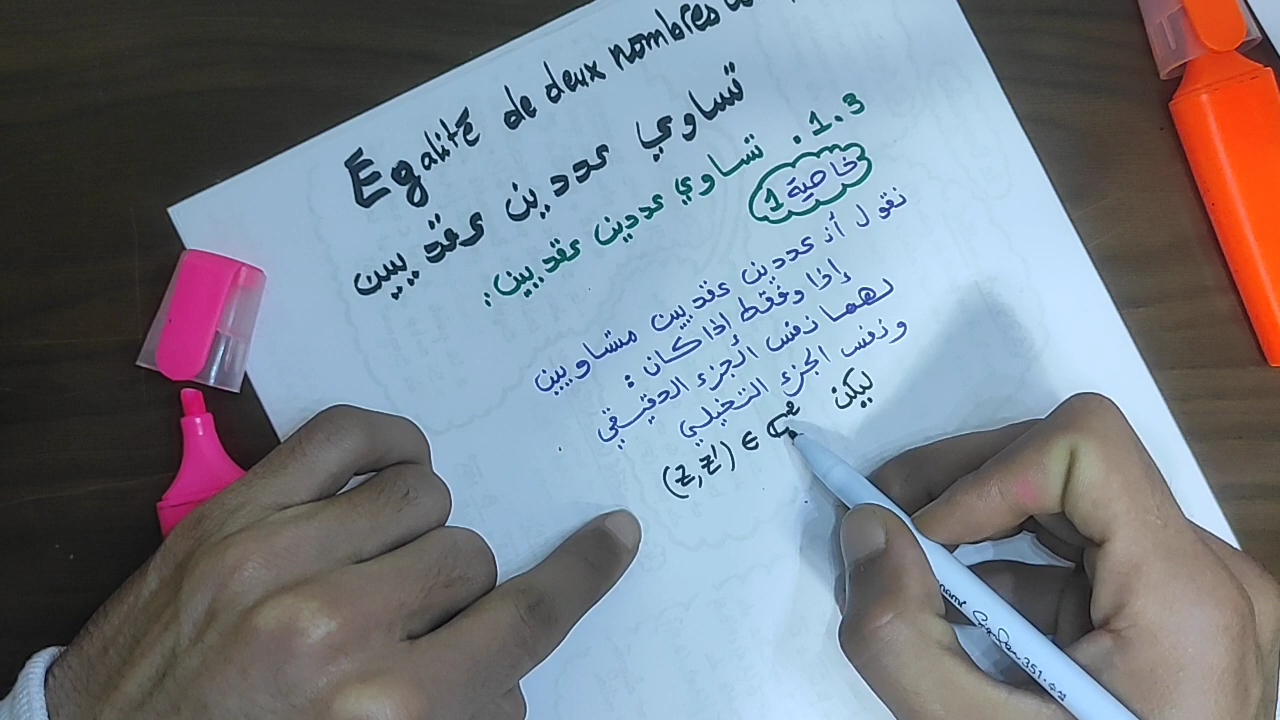 Egalité de deux nombres
تساوي عددين عقديين
1.3. تساوي عددين عقديين:
خاصية 1
نقول أن عددين عقديين متساويين
إذا وفقط إذا كان:
لهما نفس الجزء الحقيقي
ونفس الجزء التخيلي
ليكن (z,z') ∈ ℂ²